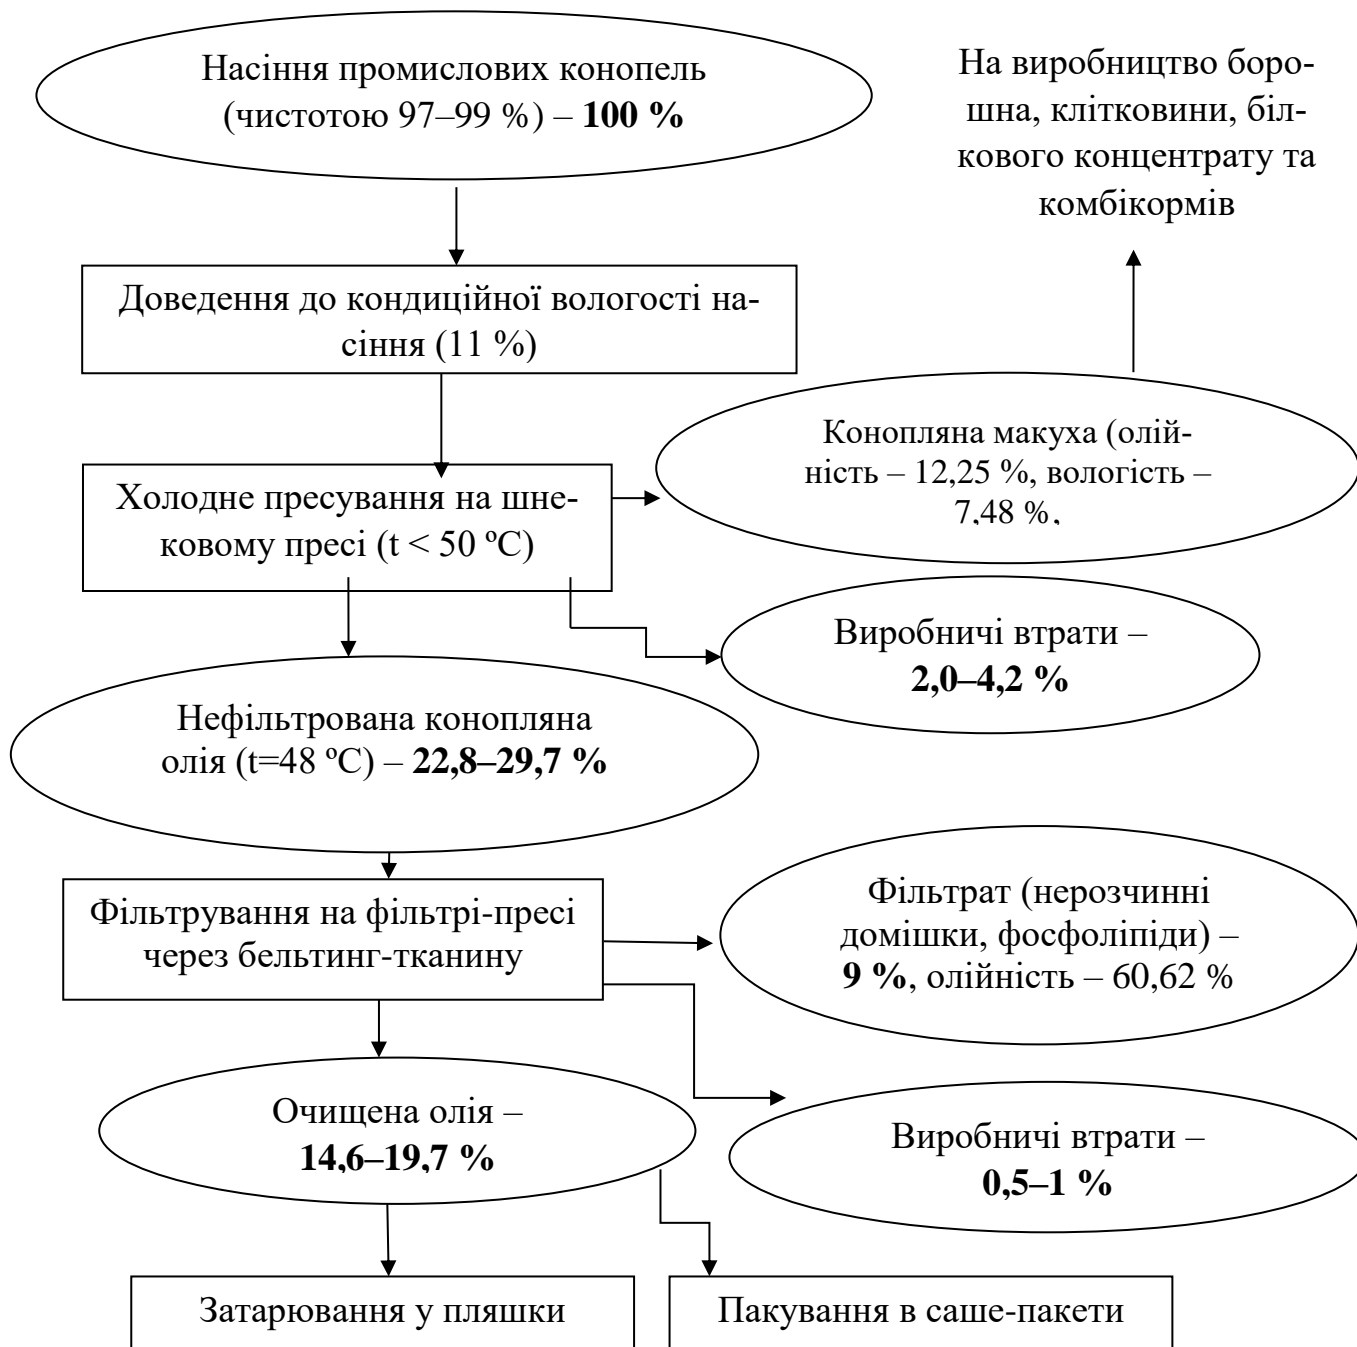 Насіння промислових конопель
(чистотою 97–99 %) – 100 %
На виробництво боро-
шна, клітковини, біл-
кового концентрату та
комбікормів
Доведення до кондиційної вологості на-
сіння (11 %)
Конопляна макуха (олій-
ність – 12,25 %, вологість –
7,48 %,
Холодне пресування на шне-
ковому пресі (t < 50 ºС)
Виробничі втрати –
2,0–4,2 %
Нефільтрована конопляна
олія (t=48 ºС) – 22,8–29,7 %
Фільтрування на фільтрі-пресі
через бельтинг-тканину
Фільтрат (нерозчинні
домішки, фосфоліпіди) –
9 %, олійність – 60,62 %
Очищена олія –
14,6–19,7 %
Виробничі втрати –
0,5–1 %
Затарювання у пляшки
Пакування в саше-пакети